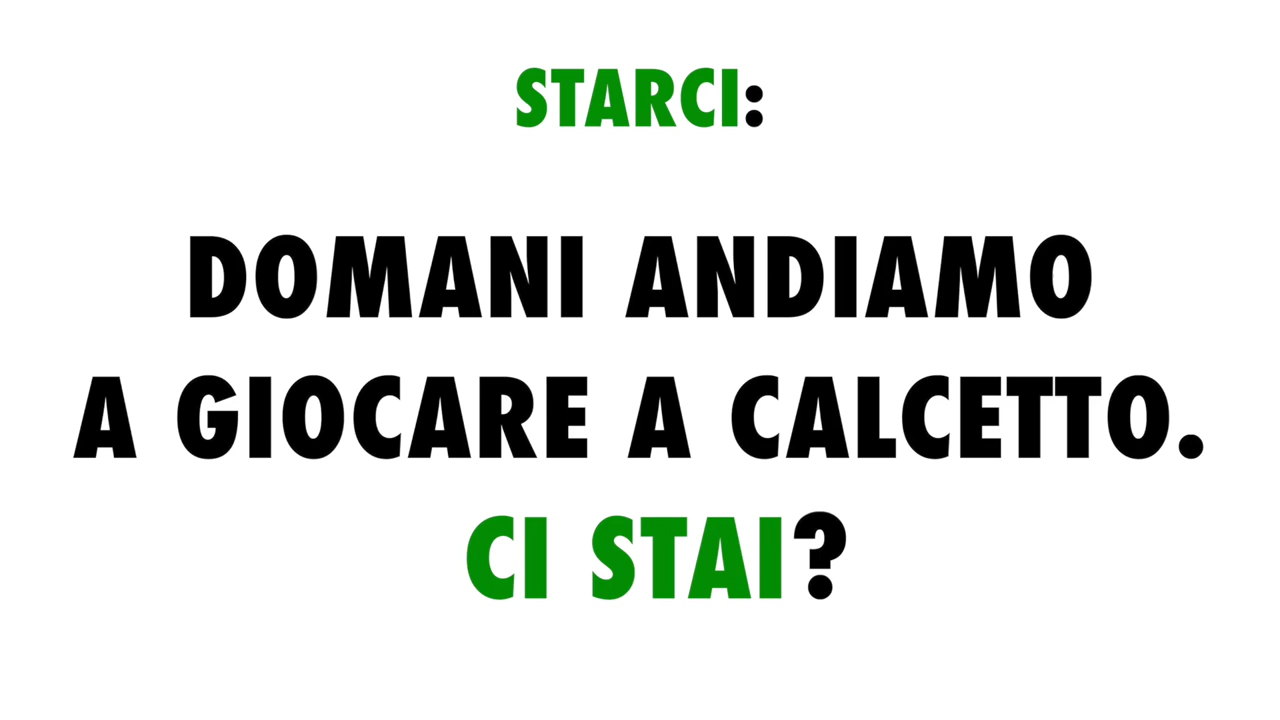 STARCI:
DOMANI ANDIAMO
A GIOCARE A CALCETTO.
CI STAI?